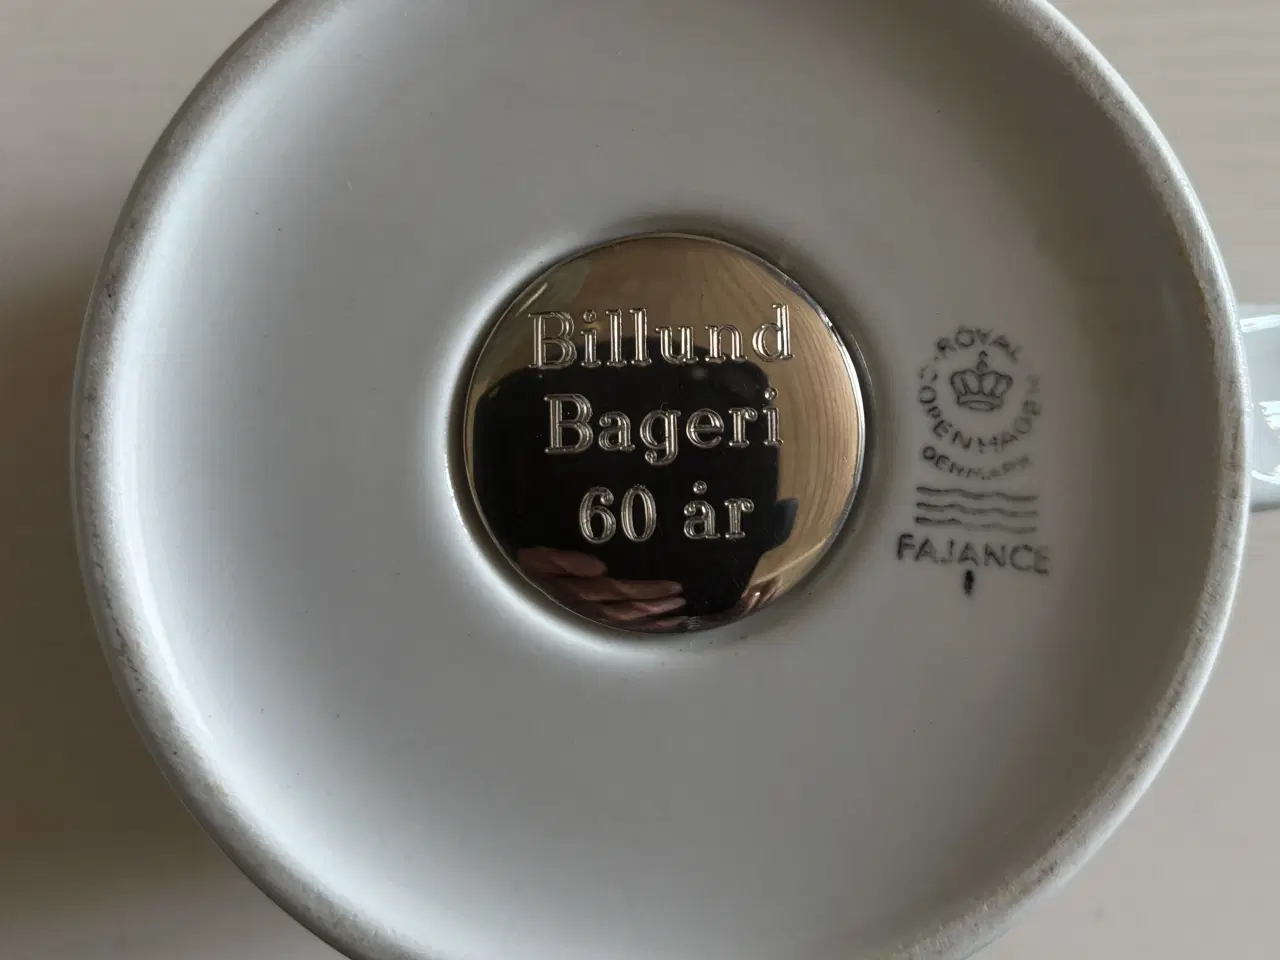 Billund
Bageri
60 år
ROYAL
COPENHAGEN
DENMARK
FAJANCE